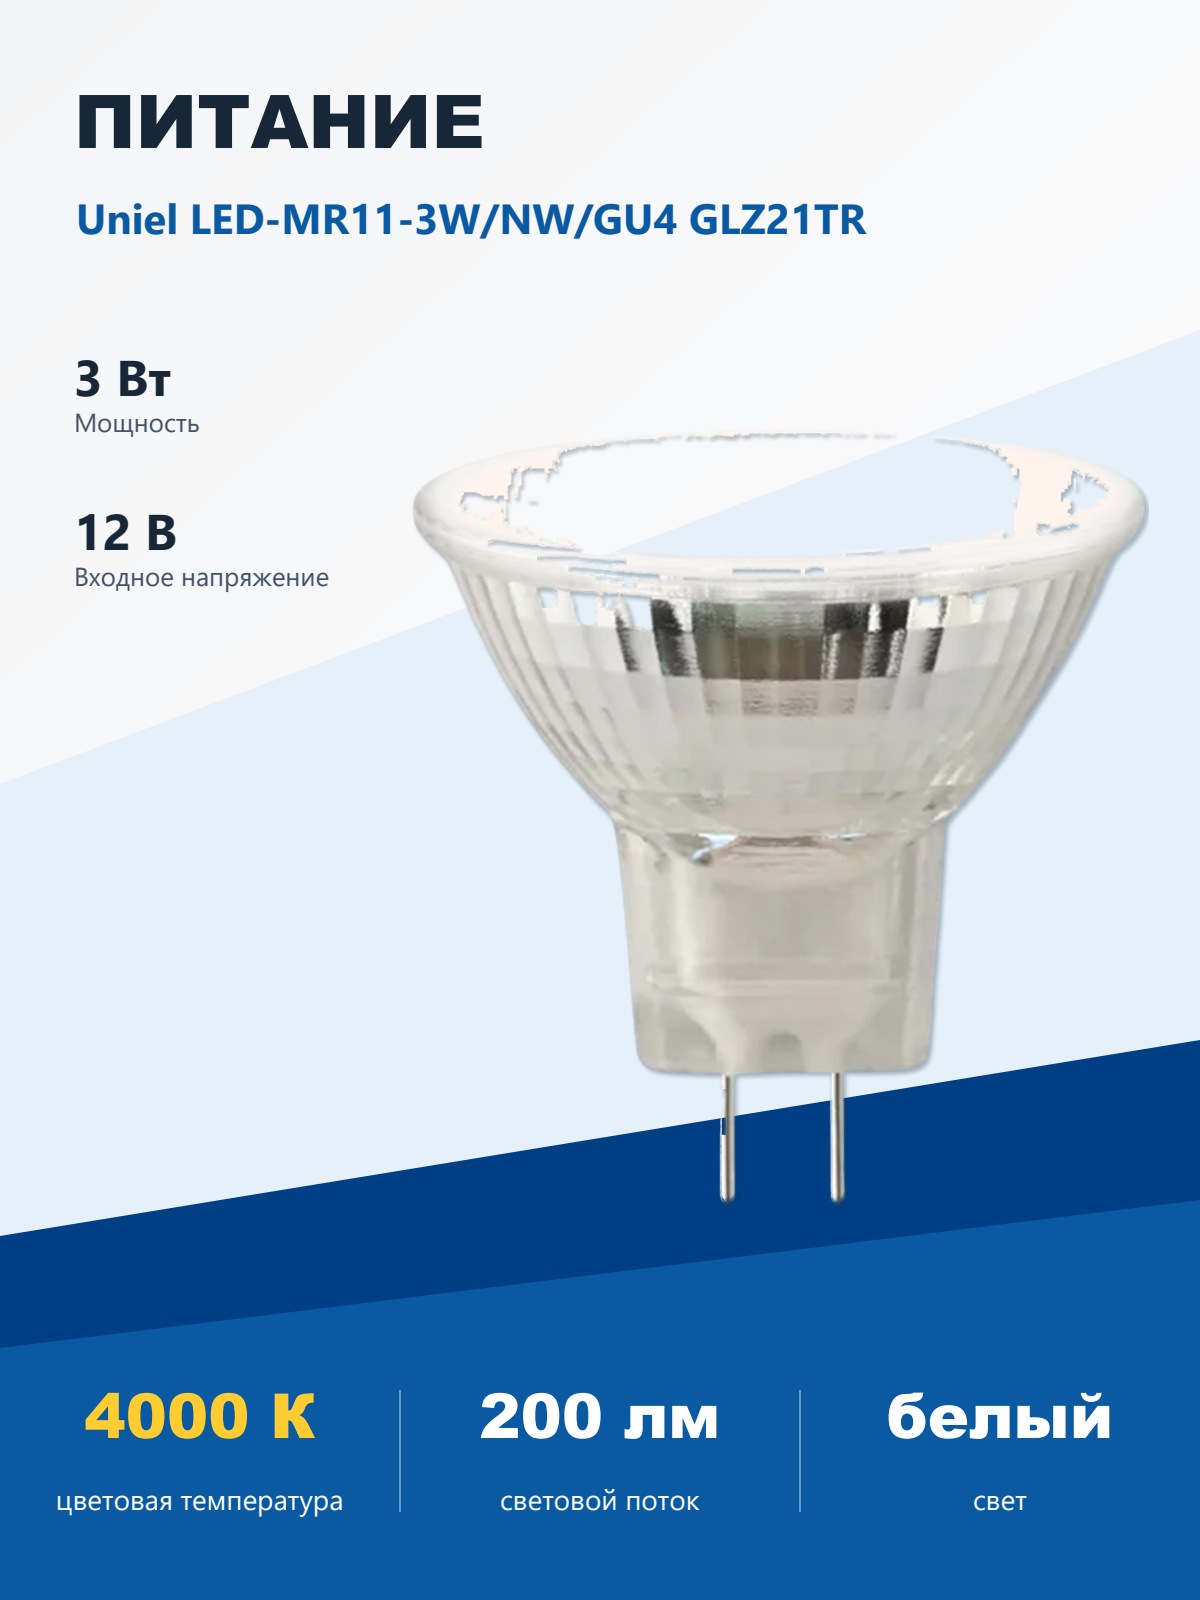 ПИТАНИЕ
Uniel LED-MR11-3W/NW/GU4 GLZ21TR
3 Вт
Мощность
12 В
Входное напряжение
4000 К
цветовая температура
200 лм
световой поток
белый
свет